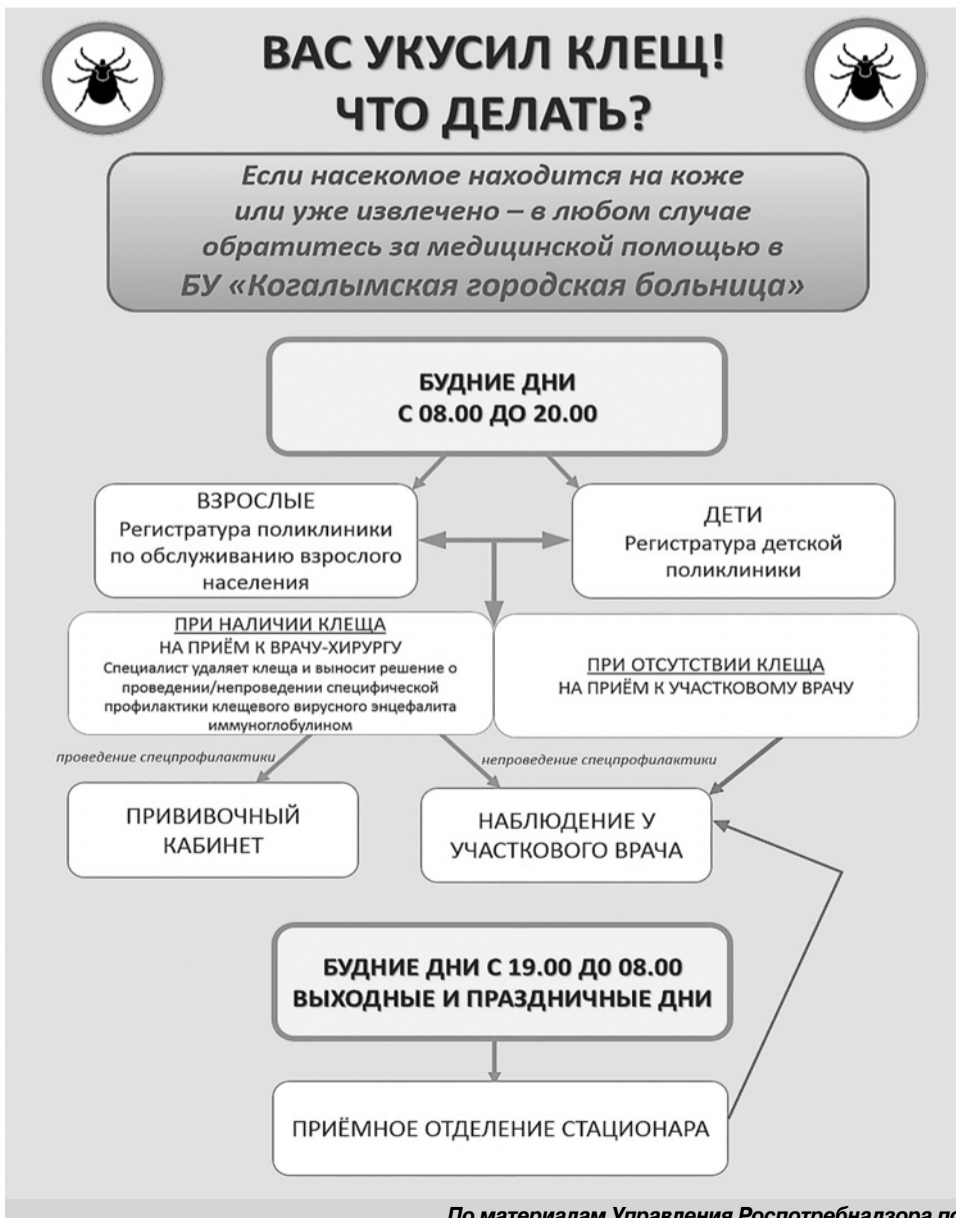 ВАС УКУСИЛ КЛЕЩ!
ЧТО ДЕЛАТЬ?
Если насекомое находится на коже
или уже извлечено – в любом случае
обратитесь за медицинской помощью в
БУ «Когалымская городская больница»
БУДНИЕ ДНИ
С 08.00 ДО 20.00
ВЗРОСЛЫЕ
Регистратура поликлиники
по обслуживанию взрослого
населения
ДЕТИ
Регистратура детской
поликлиники
ПРИ НАЛИЧИИ КЛЕЩА
НА ПРИЁМ К ВРАЧУ-ХИРУРГУ
Специалист удаляет клеща и выносит решение о
проведении/непроведении специфической
профилактики клещевого вирусного энцефалита
иммуноглобулином
ПРИ ОТСУТСТВИИ КЛЕЩА
НА ПРИЁМ К УЧАСТКОВОМУ ВРАЧУ
проведение спецпрофилактики
непроведение спецпрофилактики
ПРИВИВОЧНЫЙ
КАБИНЕТ
НАБЛЮДЕНИЕ У
УЧАСТКОВОГО ВРАЧА
БУДНИЕ ДНИ С 19.00 ДО 08.00
ВЫХОДНЫЕ И ПРАЗДНИЧНЫЕ ДНИ
ПРИЁМНОЕ ОТДЕЛЕНИЕ СТАЦИОНАРА
По материалам Управления Роспотребнадзора по